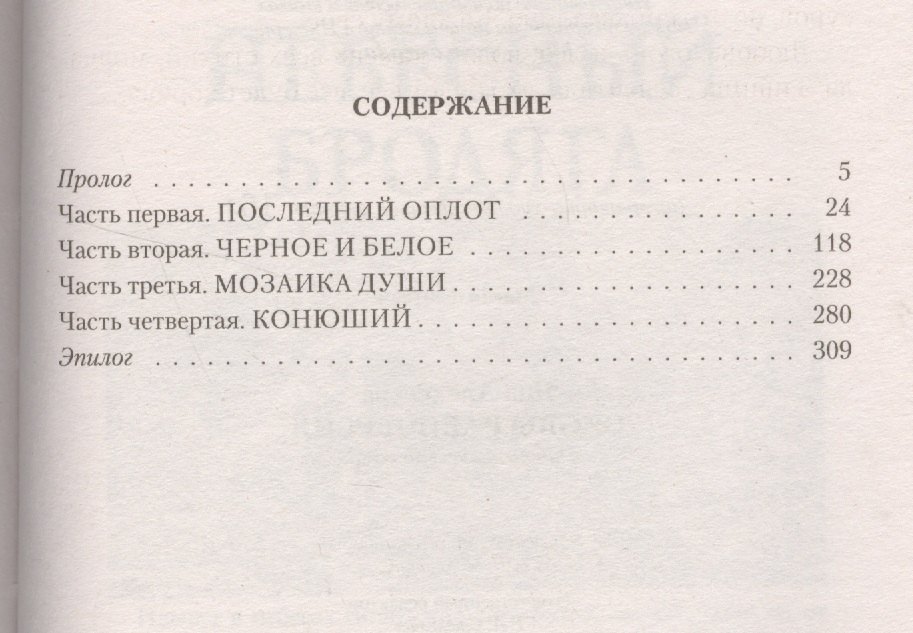 СОДЕРЖАНИЕ
Пролог . . . . . . . . . . . . . . . . . . . . . . . . . . . . . . . . . . . . . 5
Часть первая. ПОСЛЕДНИЙ ОПЛОТ . . . . . . . . . . . . . . . . 24
Часть вторая. ЧЕРНОЕ И БЕЛОЕ . . . . . . . . . . . . . . . . . . . 118
Часть третья. МОЗАИКА ДУШИ . . . . . . . . . . . . . . . . . . . . 228
Часть четвертая. КОНЮШИЙ . . . . . . . . . . . . . . . . . . . . . . 280
Эпилог . . . . . . . . . . . . . . . . . . . . . . . . . . . . . . . . . . . . . 309